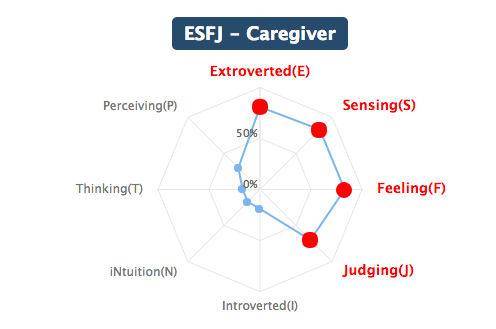 ESFJ - Caregiver
Extroverted(E)
Perceiving(P)
Sensing(S)
50%
Thinking(T)
0%
Feeling(F)
iNtuition(N)
Judging(J)
Introverted(I)